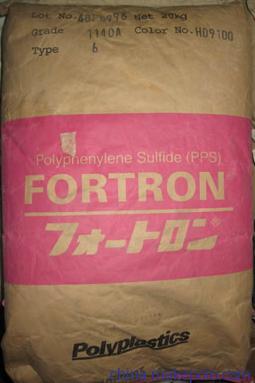 Net 20kg
Grade 1140A Color No. HD9100
Type 6
Polyphenylene Sulfide (PPS)
FORTRON
フォートロン®
Polyplastics